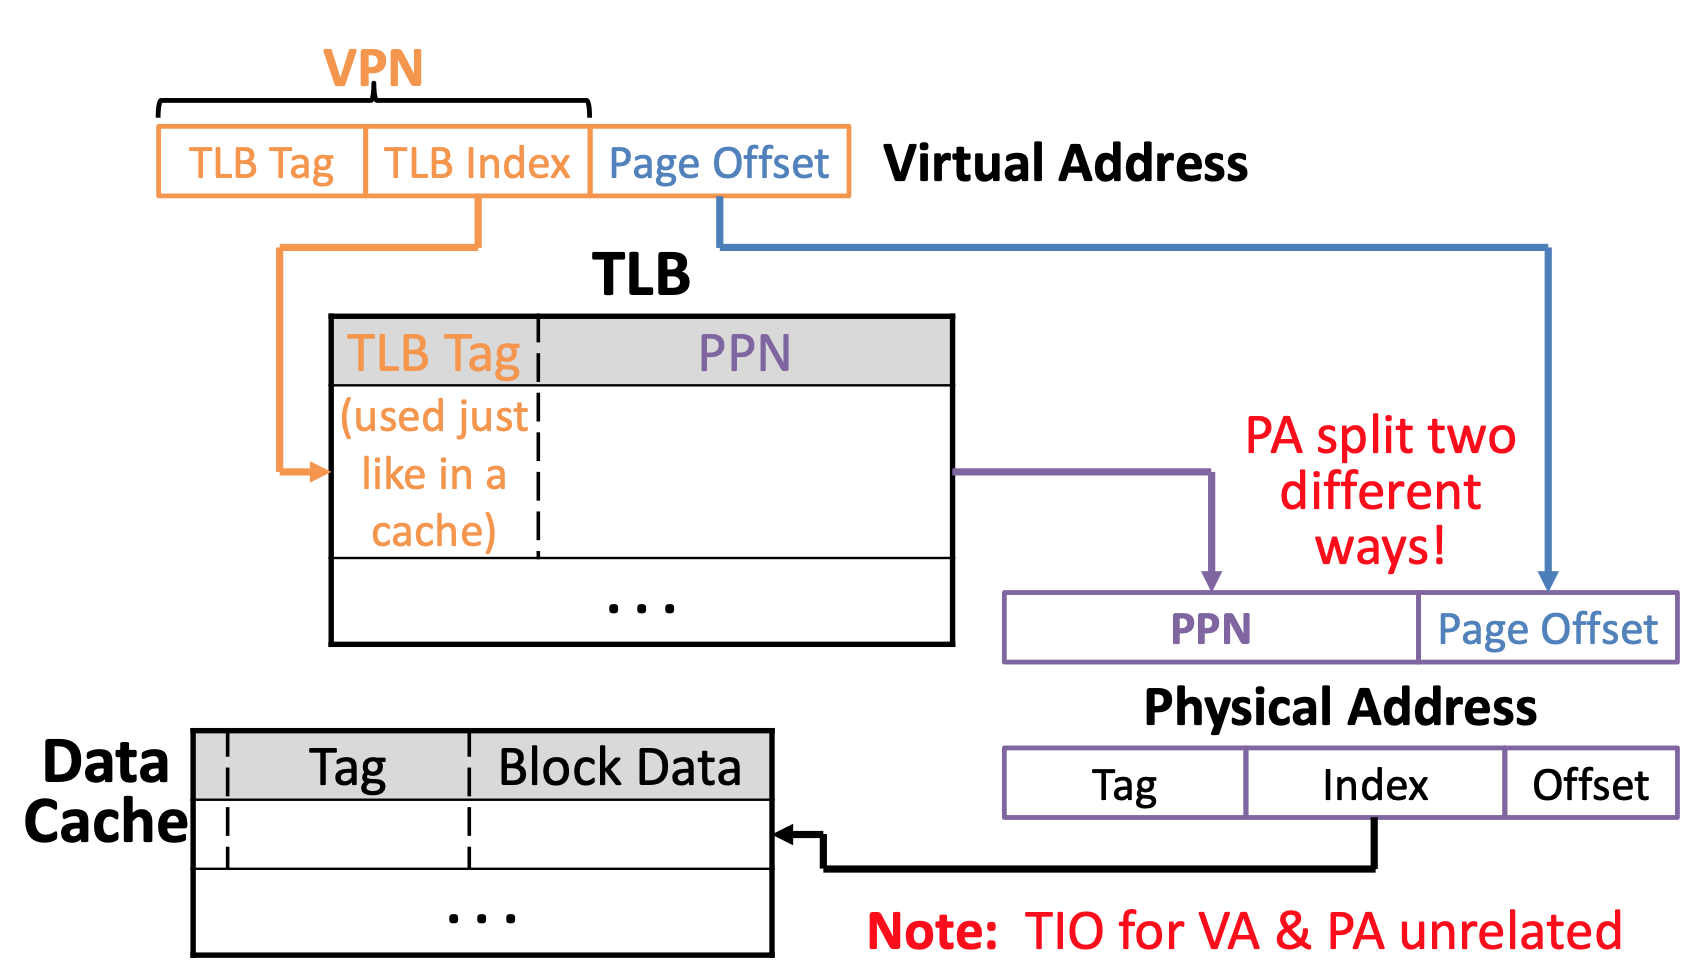 VPN
TLB Tag TLB Index Page Offset Virtual Address
TLB
TLB Tag PPN
(used just
like in a
cache)
...
PA split two
different
ways!
PPN Page Offset
Physical Address
Tag Index Offset
Data
Cache
Tag Block Data
...
Note: TIO for VA & PA unrelated